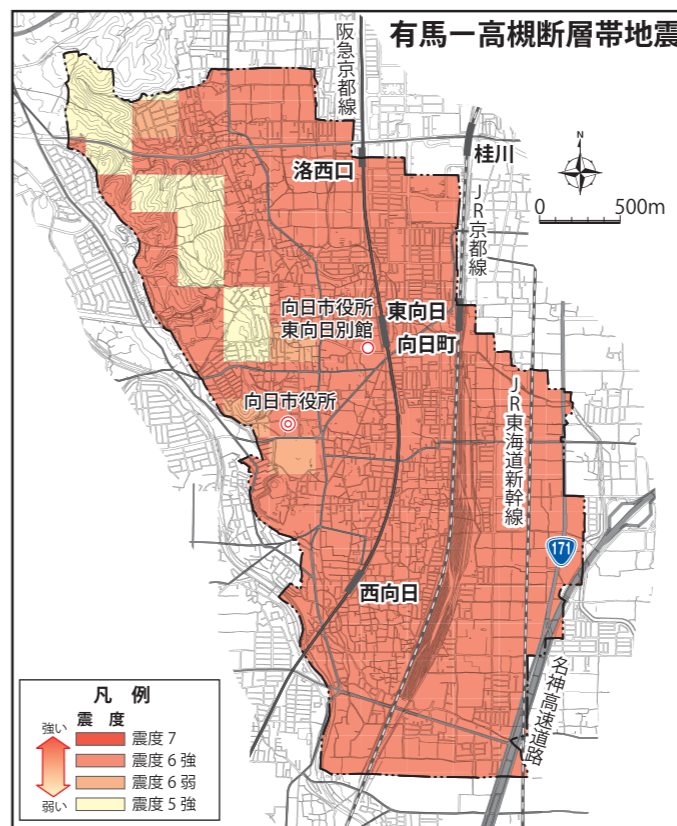 有馬ー高槻断層帯地震
阪急京都線
洛西口
桂川
N
0 500m
JR京都線
向日市役所
東向日別館
東向日
向日町
JR東海道新幹線
向日市役所
171
西向日
名神高速道路
凡 例
震 度
強い
弱い
震度7
震度6強
震度6弱
震度5強